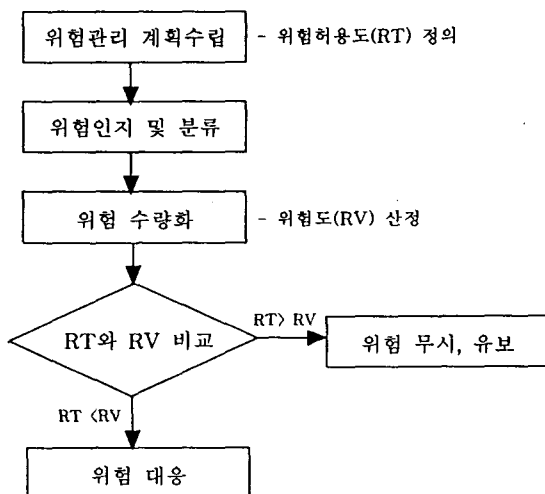 위험관리 계획수립 - 위험허용도(RT) 정의
위험인지 및 분류
위험 수량화 - 위험도(RV) 산정
RT와 RV 비교
RT> RV
위험 무시, 유보
RT <RV
위험 대응